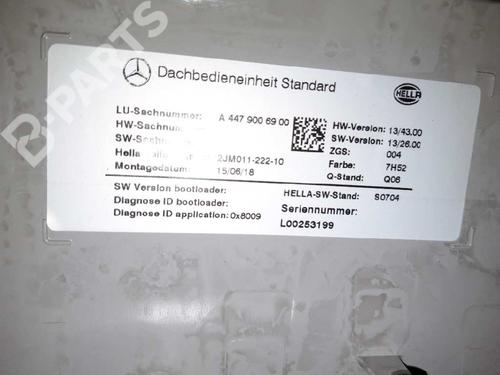 Dachbedieneinheit Standard
HELLA
LU-Sachnummer: A 447 900 69 00
HW-Version: 13/43.00
SW-Version: 13/26.00
ZGS: 004
2JM011-222-10
Farbe: 7H52
Montagedatum: 15/06/18
Q-Stand: Q06
SW Version bootloader:
HELLA-SW-Stand: S0704
Diagnose ID bootloader:
Seriennummer:
Diagnose ID application: 0x8009
L00253199
B-PARTS